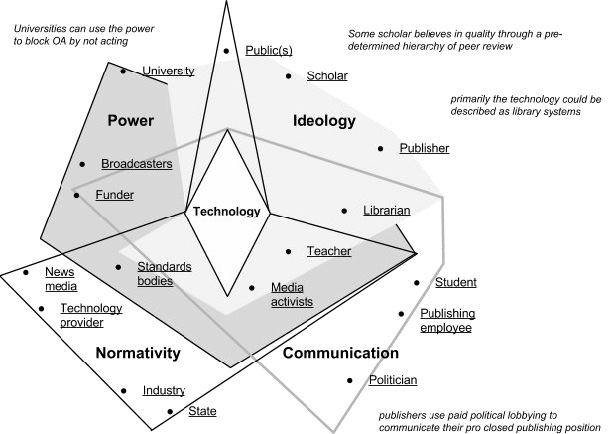 Universities can use the power
to block OA by not acting
Some scholar believes in quality through a pre-
determined hierarchy of peer review
Public(s)
University
Scholar
primarily the technology could be
described as library systems
Power
Ideology
Publisher
Broadcasters
Funder
Technology
Librarian
Teacher
Standards
bodies
News
media
Media
activists
Student
Technology
provider
Publishing
employee
Normativity
Communication
Politician
Industry
State
publishers use paid political lobbying to
communicete their pro closed publishing position